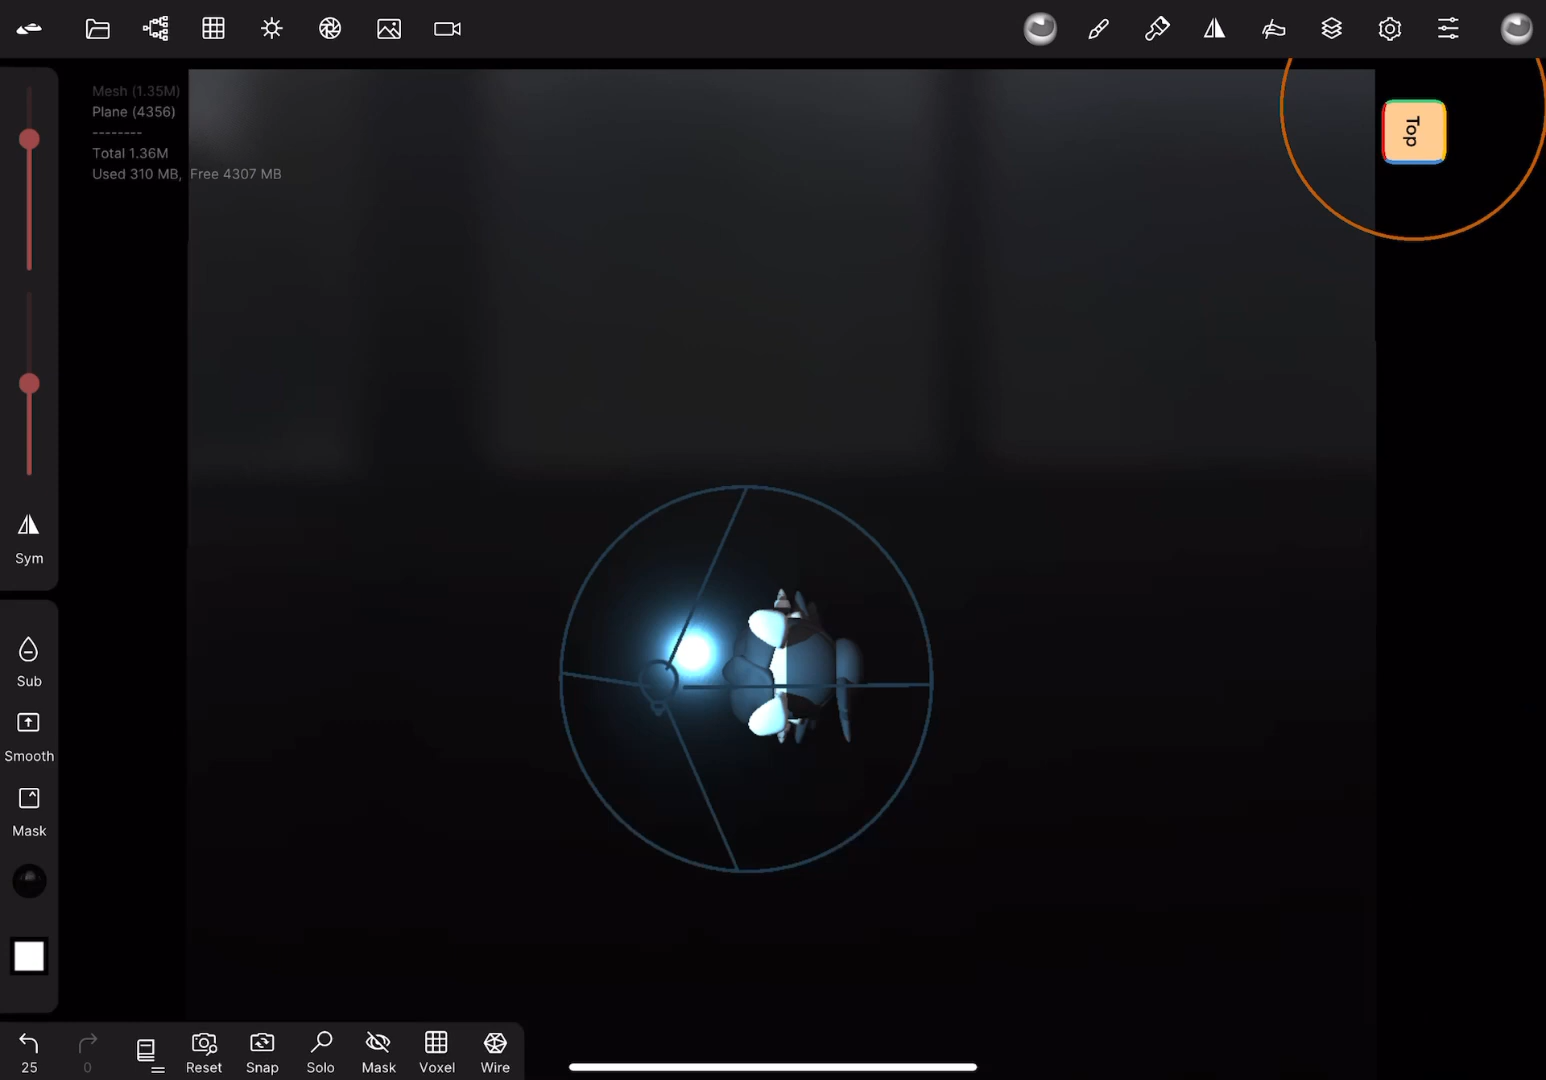 Mesh (1.35M)
Plane (4356)
--------
Total 1.36M
Used 310 MB, Free 4307 MB
Top
Sym
Sub
Smooth
Mask
25
0
Reset
Snap
Solo
Mask
Voxel
Wire